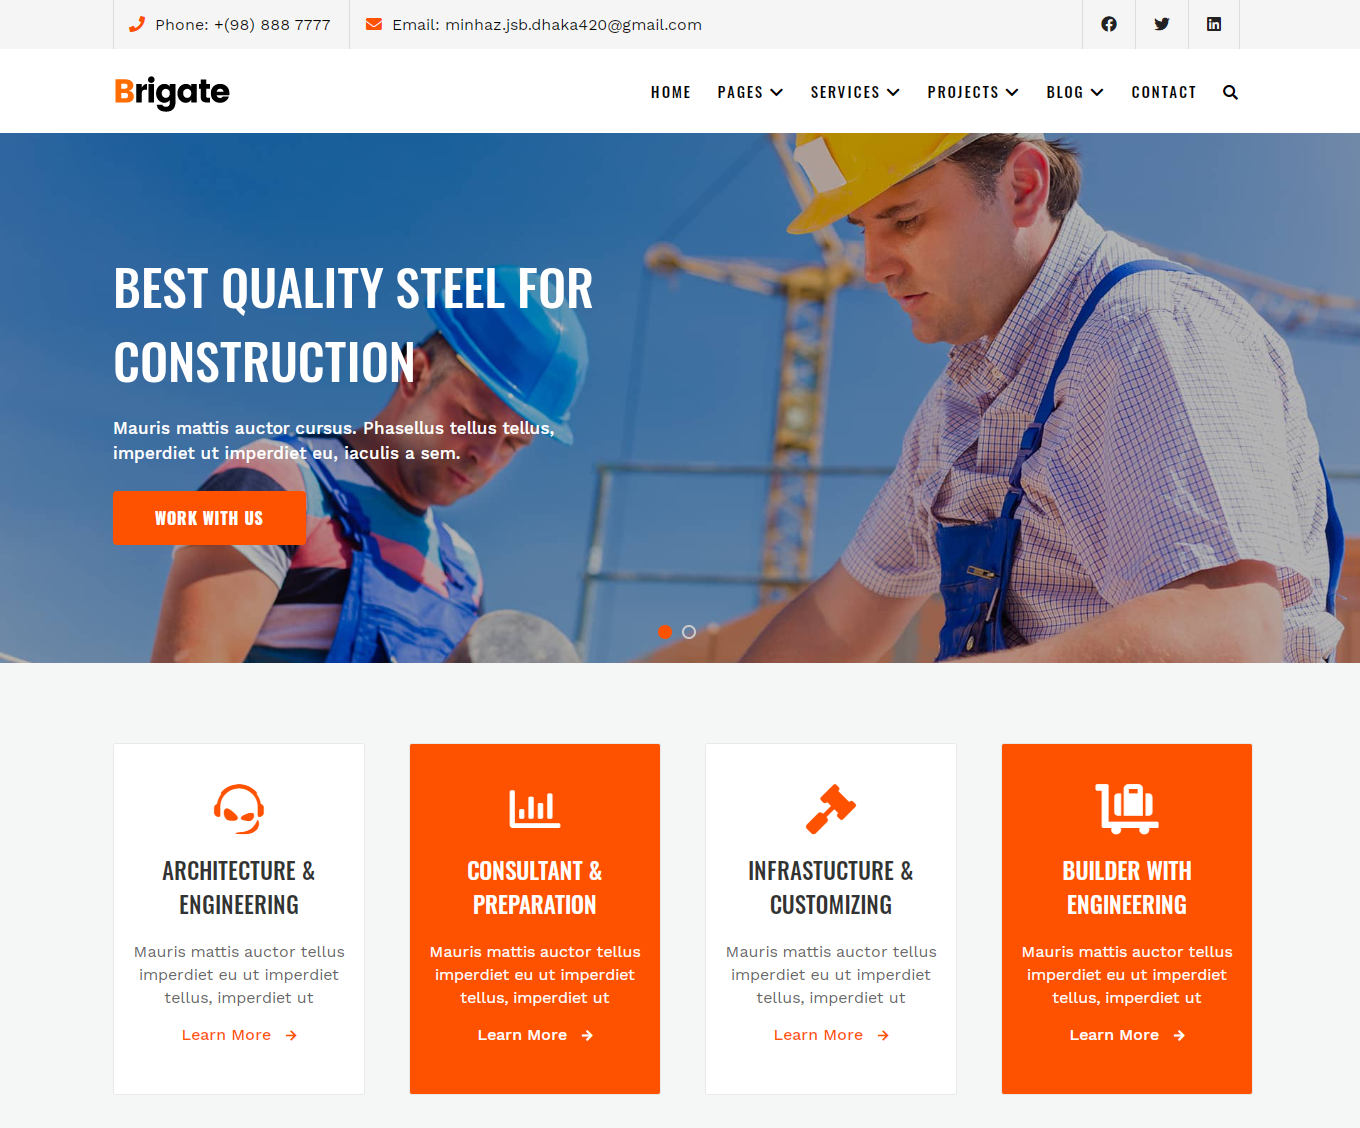 Phone: +(98) 888 7777
Email: minhaz.jsb.dhaka420@gmail.com
Brigate
HOME
PAGES
SERVICES
PROJECTS
BLOG
CONTACT
BEST QUALITY STEEL FOR
CONSTRUCTION
Mauris mattis auctor cursus. Phasellus tellus tellus,
imperdiet ut imperdiet eu, iaculis a sem.
WORK WITH US
ARCHITECTURE &
ENGINEERING
Mauris mattis auctor tellus
imperdiet eu ut imperdiet
tellus, imperdiet ut
Learn More
CONSULTANT &
PREPARATION
Mauris mattis auctor tellus
imperdiet eu ut imperdiet
tellus, imperdiet ut
Learn More
INFRASTUCTURE &
CUSTOMIZING
Mauris mattis auctor tellus
imperdiet eu ut imperdiet
tellus, imperdiet ut
Learn More
BUILDER WITH
ENGINEERING
Mauris mattis auctor tellus
imperdiet eu ut imperdiet
tellus, imperdiet ut
Learn More